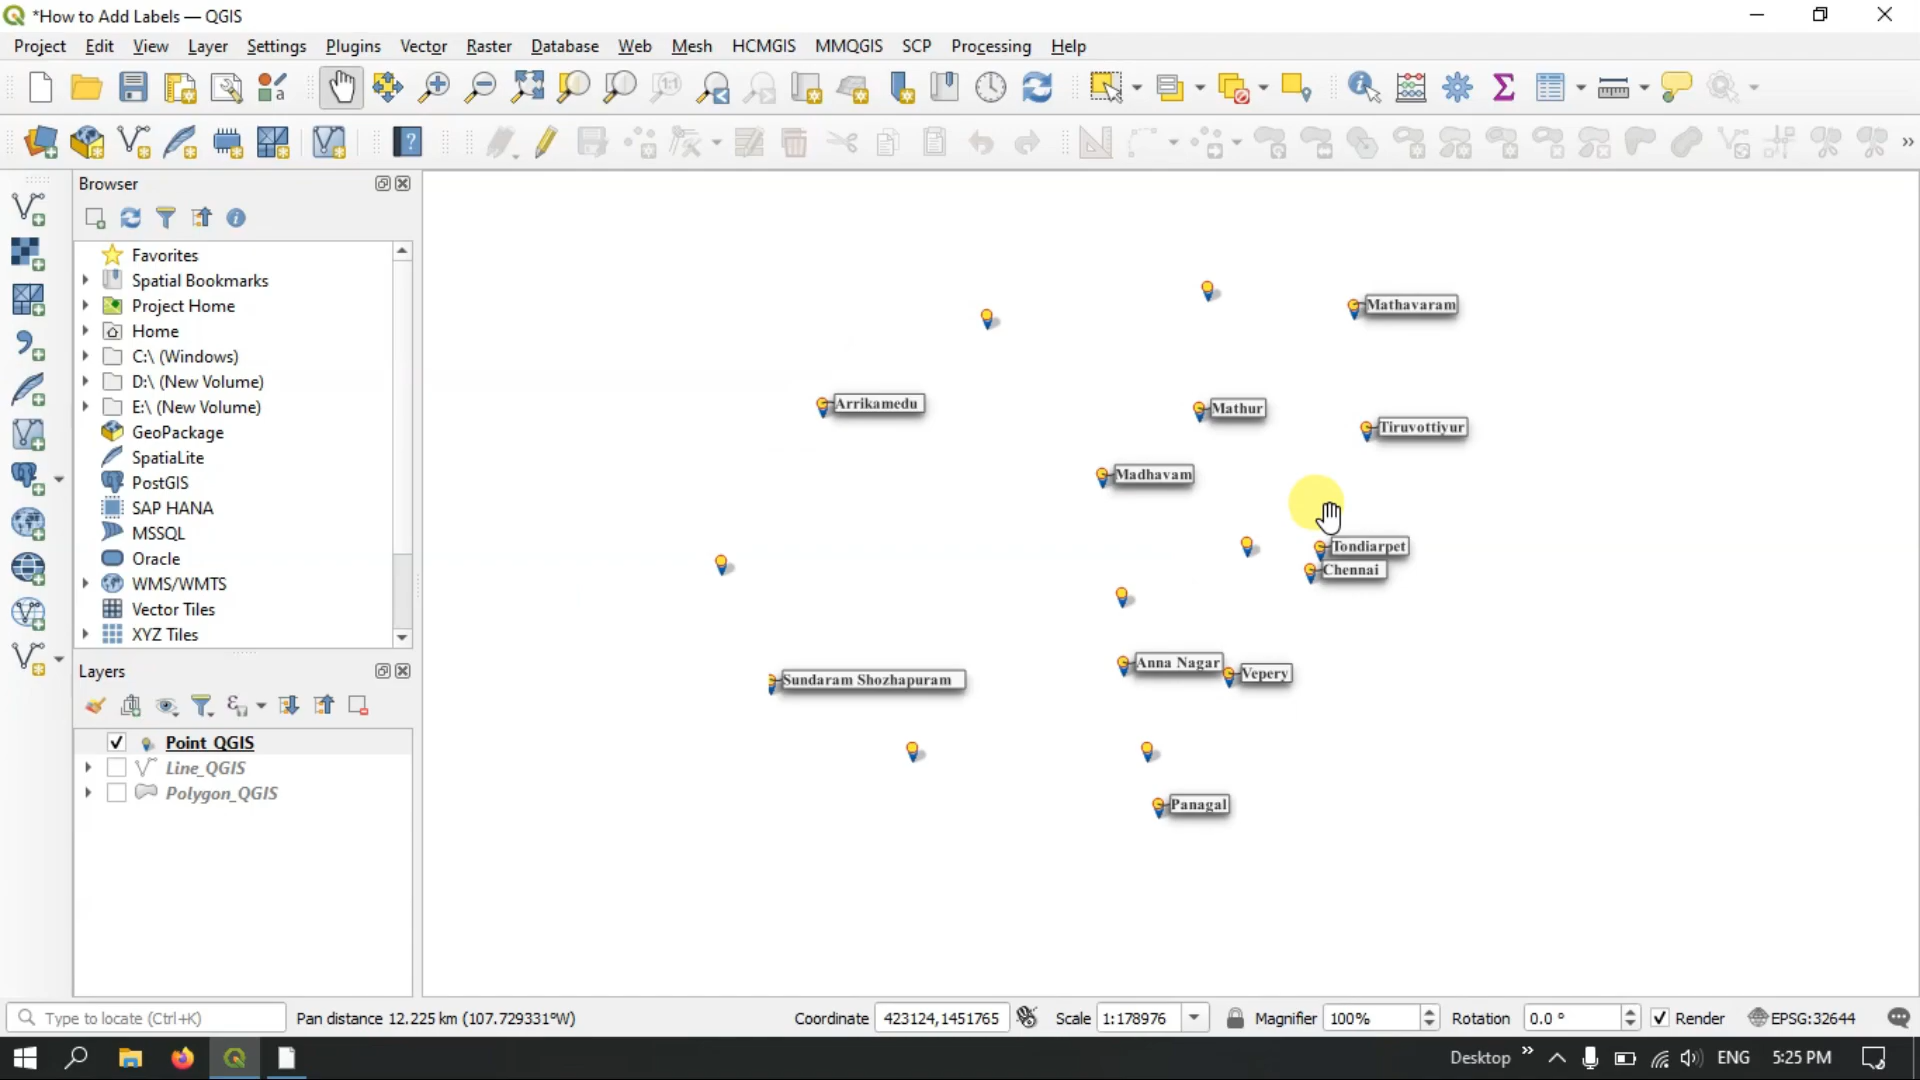 *How to Add Labels — QGIS
Project Edit View Layer Settings Plugins Vector Raster Database Web Mesh HCMGIS MMQGIS SCP Processing Help
Browser
Favorites
Spatial Bookmarks
Project Home
Home
C:\ (Windows)
D:\ (New Volume)
E:\ (New Volume)
GeoPackage
SpatiaLite
PostGIS
SAP HANA
MSSQL
Oracle
WMS/WMTS
Vector Tiles
XYZ Tiles
Layers
Point_QGIS
Line_QGIS
Polygon_QGIS
Mathavaram
Arrikamedu
Mathur
Tiruvottiyur
Madhavam
Tondiarpet
Chennai
Anna Nagar
Vepery
Sundaram Shozhapuram
Panagal
Type to locate (Ctrl+K) Pan distance 12.225 km (107.729331°W) Coordinate 423124,1451765 Scale 1:178976 Magnifier 100% Rotation 0.0 ° Render EPSG:32644
Desktop » ENG 5:25 PM